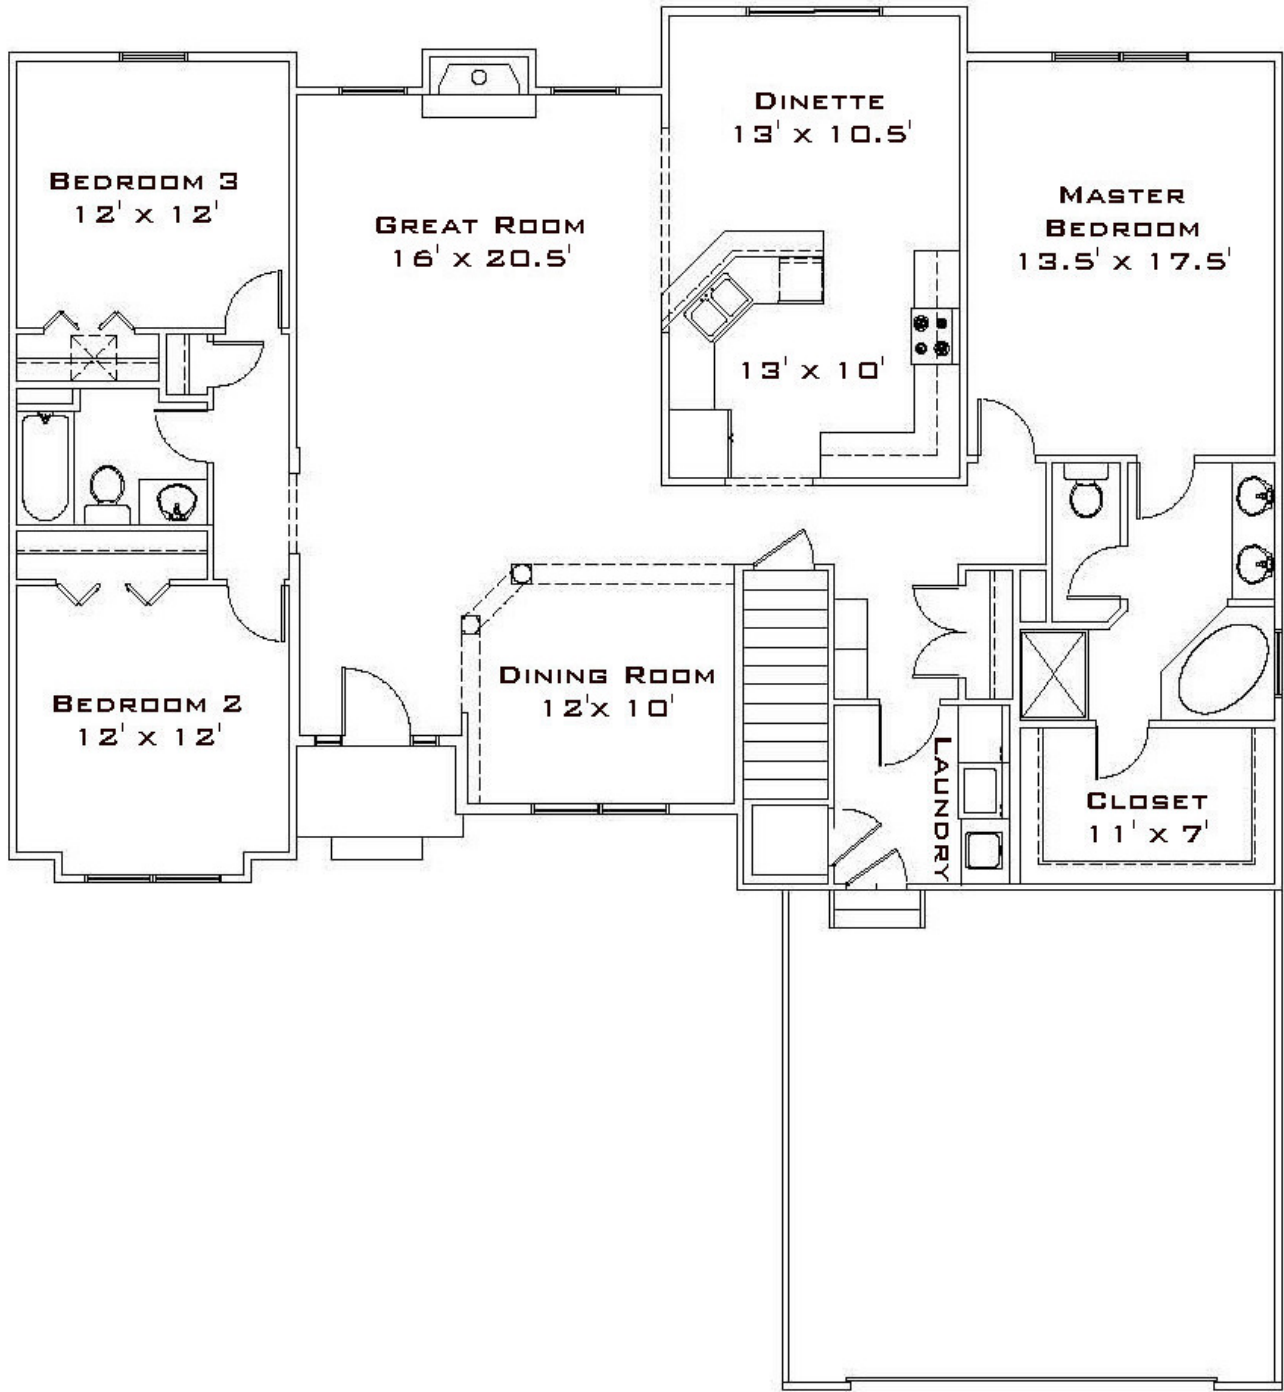 DINETTE
13' x 10.5'
BEDROOM 3
12' x 12'
GREAT ROOM
16' x 20.5'
MASTER
BEDROOM
13.5' x 17.5'
13' x 10'
DINING ROOM
12'x 10'
BEDROOM 2
12' x 12'
LAUNDRY
CLOSET
11' x 7'